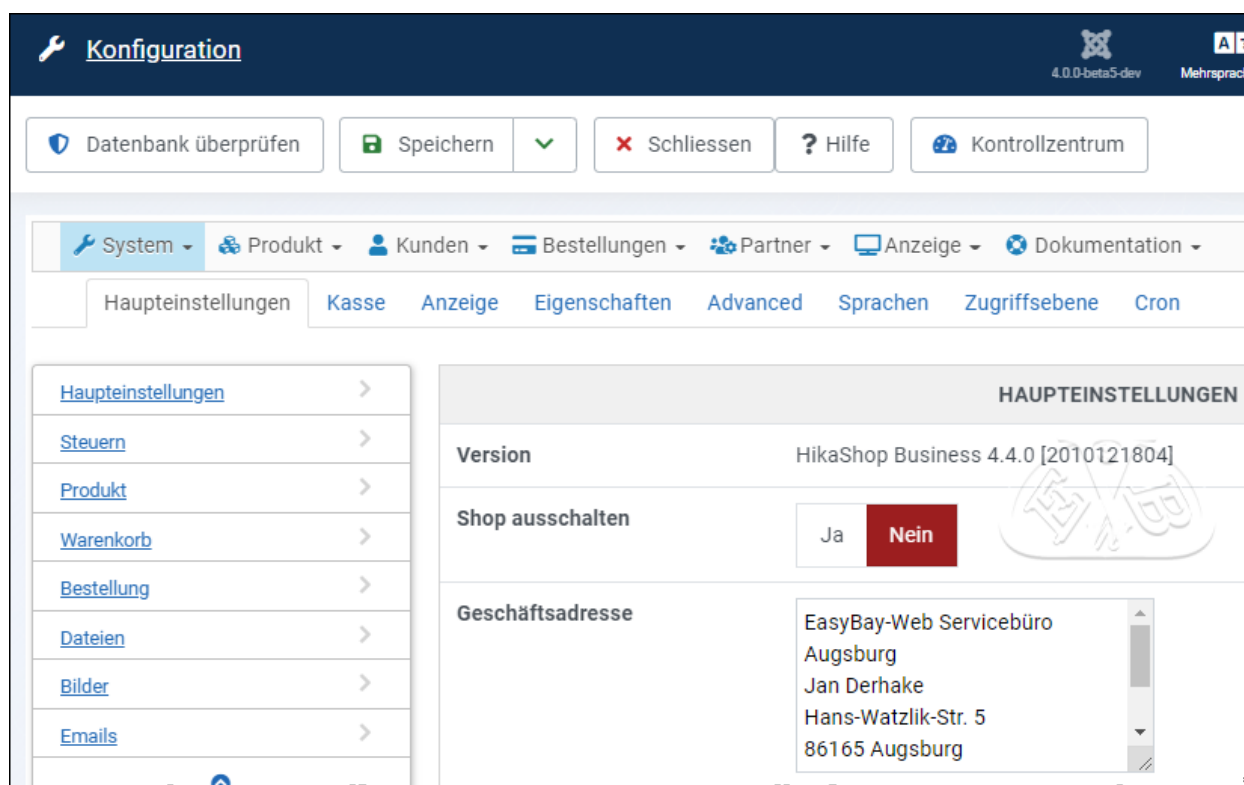 Konfiguration
4.0.0-beta5-dev
Datenbank überprüfen
Speichern
Schliessen
? Hilfe
Kontrollzentrum
System
Produkt
Kunden
Bestellungen
Partner
Anzeige
Dokumentation
Haupteinstellungen
Kasse
Anzeige
Eigenschaften
Advanced
Sprachen
Zugriffsebene
Cron
Haupteinstellungen
Steuern
Produkt
Warenkorb
Bestellung
Dateien
Bilder
Emails
HAUPTEINSTELLUNGEN
Version
HikaShop Business 4.4.0 [2010121804]
Shop ausschalten
Ja
Nein
Geschäftsadresse
EasyBay-Web Servicebüro
Augsburg
Jan Derhake
Hans-Watzlik-Str. 5
86165 Augsburg